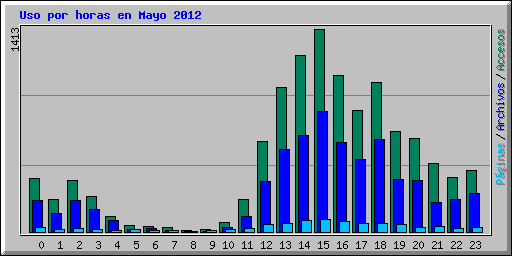 Uso por horas en Mayo 2012
1413
Páginas / Archivos / Accesos
0 1 2 3 4 5 6 7 8 9 10 11 12 13 14 15 16 17 18 19 20 21 22 23